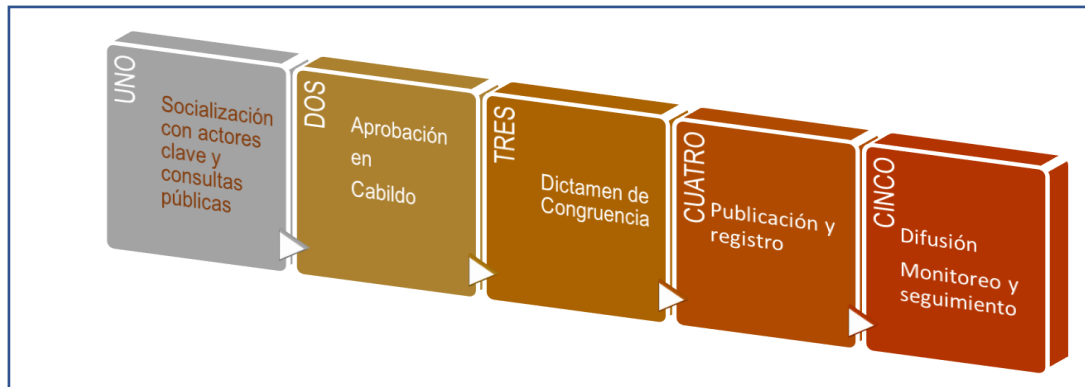 UNO
Socialización
con actores
clave y
consultas
públicas
DOS
Aprobación
en
Cabildo
TRES
Dictamen de
Congruencia
CUATRO
Publicación y
registro
CINCO
Difusión
Monitoreo y
seguimiento